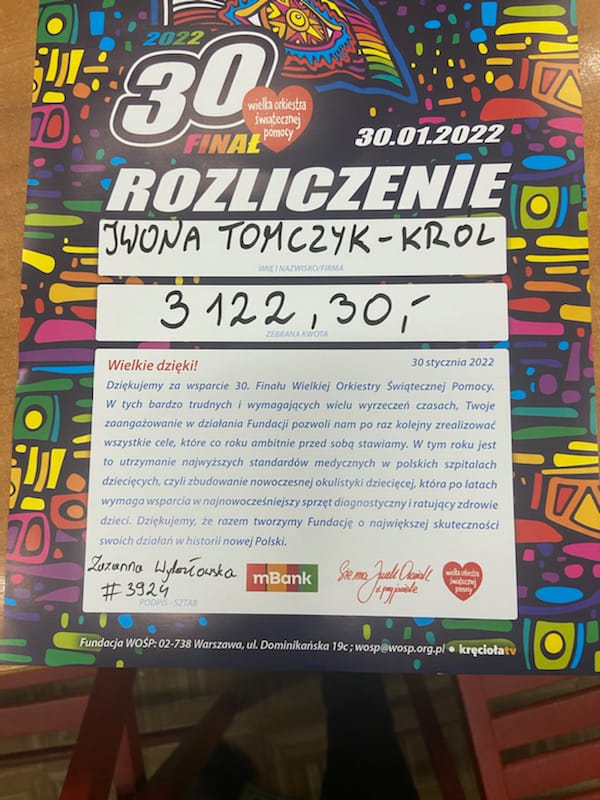 2022
30
FINAŁ
wielka orkiestra
świątecznej
pomocy
30.01.2022
ROZLICZENIE
IWONA TOMCZYK-KROL
IMIĘ I NAZWISKO/FIRMA
3 122,30,-
ZEBRANA KWOTA
Wielkie dzięki!
30 stycznia 2022
Dziękujemy za wsparcie 30. Finału Wielkiej Orkiestry Świątecznej Pomocy.
W tych bardzo trudnych i wymagających wielu wyrzeczeń czasach, Twoje
zaangażowanie w działania Fundacji pozwoli nam po raz kolejny zrealizować
wszystkie cele, które co roku ambitnie przed sobą stawiamy. W tym roku jest
to utrzymanie najwyższych standardów medycznych w polskich szpitalach
dziecięcych, czyli zbudowanie nowoczesnej okulistyki dziecięcej, która po latach
wymaga wsparcia w najnowocześniejszy sprzęt diagnostyczny i ratujący zdrowie
dzieci. Dziękujemy, że razem tworzymy Fundację o największej skuteczności
swoich działań w historii nowej Polski.
Zuzanna
#3924
PODPIS - SZTAB
mBank
Siema Jurek Owsiak
z przyjaciółmi
wielka orkiestra
świątecznej
pomocy
Fundacja WOŚP: 02-738 Warszawa, ul. Dominikańska 19c ; wosp@wosp.org.pl • kręciołatv